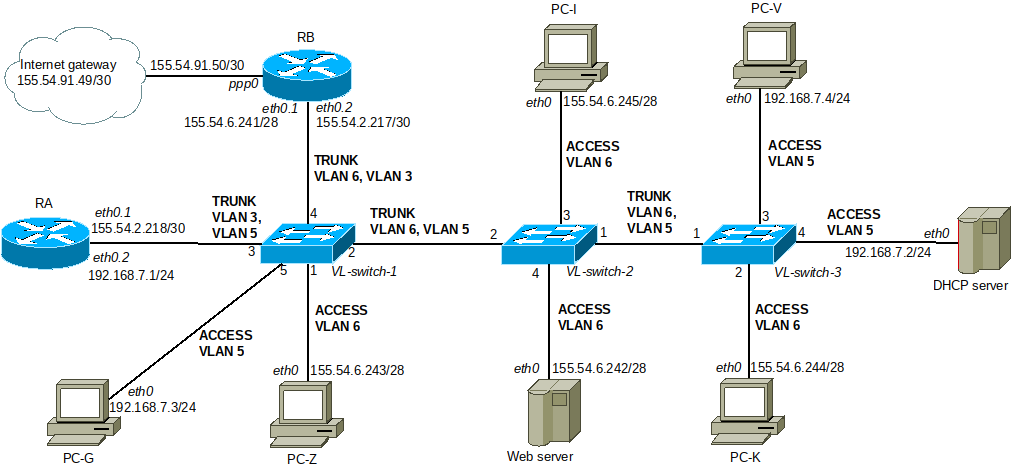 PC-I
PC-V
RB
Internet gateway
155.54.91.49/30
155.54.91.50/30
ppp0
eth0.1
eth0.2
155.54.6.241/28
155.54.2.217/30
eth0
155.54.6.245/28
eth0
192.168.7.4/24
TRUNK
VLAN 6, VLAN 3
ACCESS
VLAN 6
ACCESS
VLAN 5
RA
eth0.1
155.54.2.218/30
eth0.2
192.168.7.1/24
TRUNK
VLAN 3,
VLAN 5
3
4
5
1
2
VL-switch-1
TRUNK
VLAN 6, VLAN 5
2
3
1
4
VL-switch-2
TRUNK
VLAN 6,
VLAN 5
1
3
4
2
VL-switch-3
ACCESS
VLAN 5
eth0
192.168.7.2/24
DHCP server
ACCESS
VLAN 5
ACCESS
VLAN 6
ACCESS
VLAN 6
ACCESS
VLAN 6
eth0
192.168.7.3/24
eth0
155.54.6.243/28
eth0
155.54.6.242/28
eth0
155.54.6.244/28
PC-G
PC-Z
Web server
PC-K